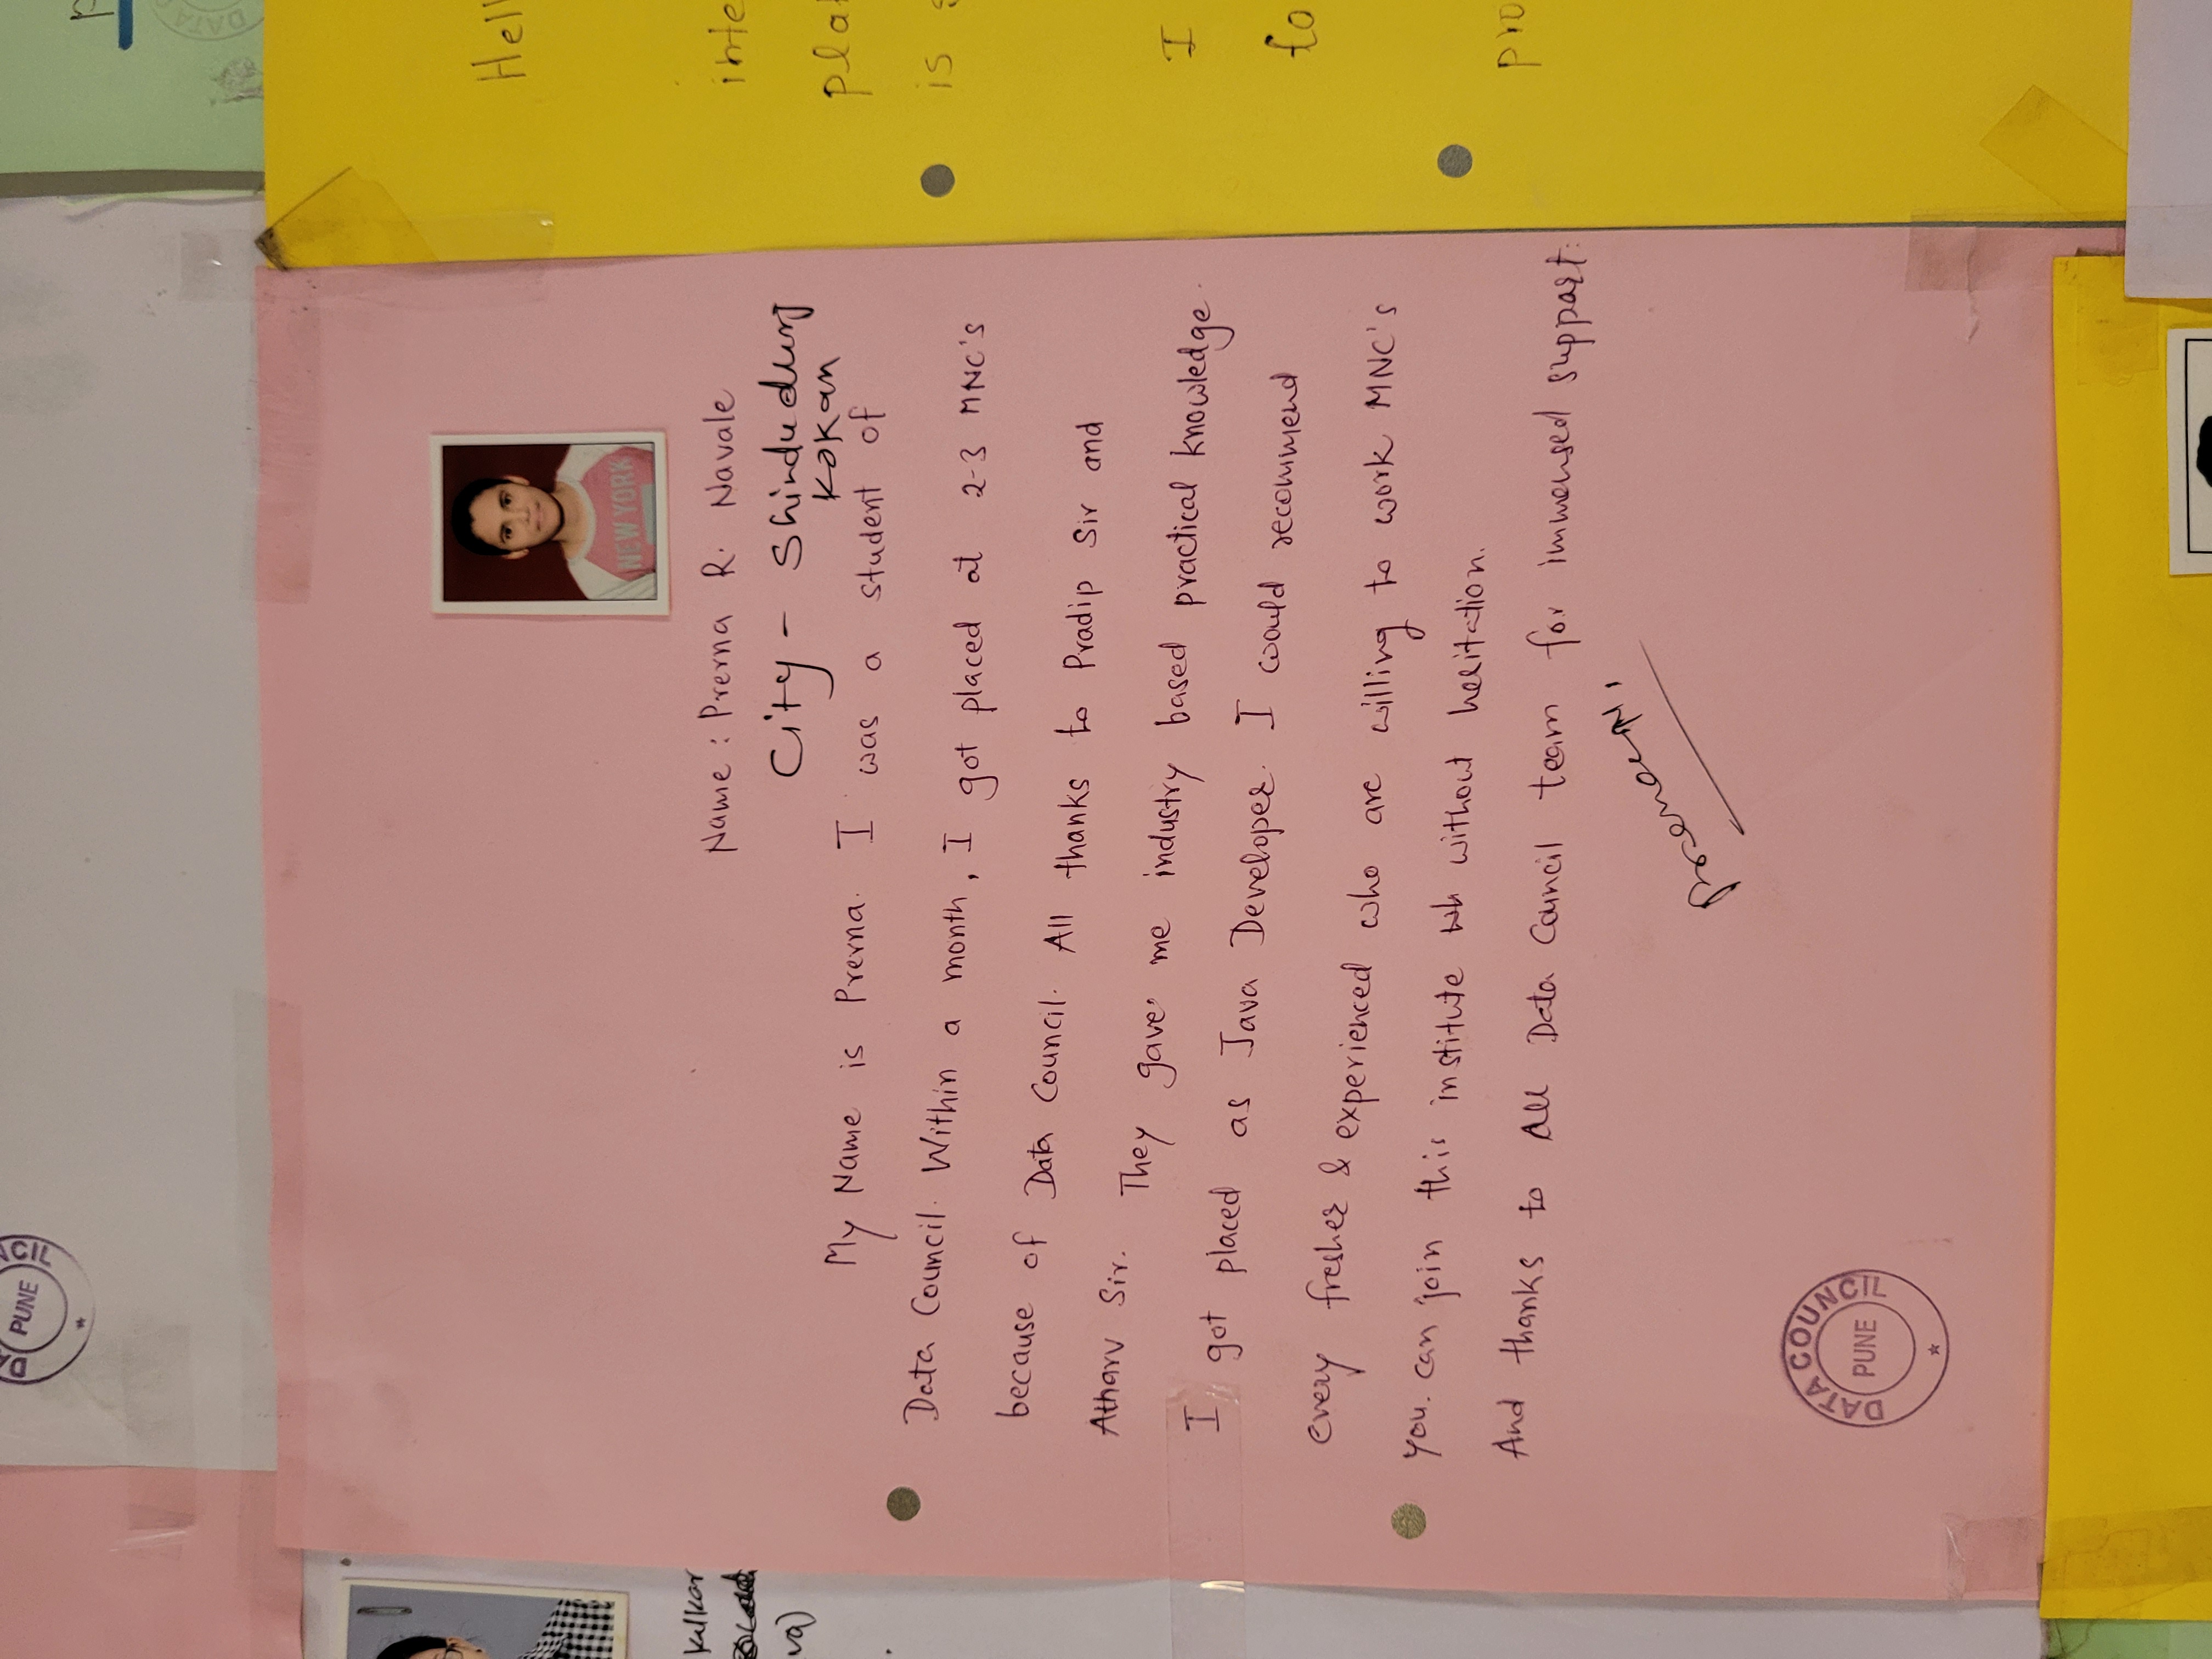 DATA COUNCIL
PUNE
NEW YORK
Name : Prerna R. Navale
City - Shindudurg
Kokan
My Name is Prerna. I was a student of
Data Council. Within a month, I got placed at 2-3 MNC's
because of Data Council. All thanks to Pradip Sir and
Atharv Sir. They gave me industry based practical knowledge.
I got placed as Java Developer. I would recommend
every fresher & experienced who are willing to work MNC's
you. can join this institute without hesitation.
And thanks to All Data Council team for immensed support.
DATA COUNCIL
PUNE
kulkar
va)
Hell
inte
pla
is
I
to
pro
DATA